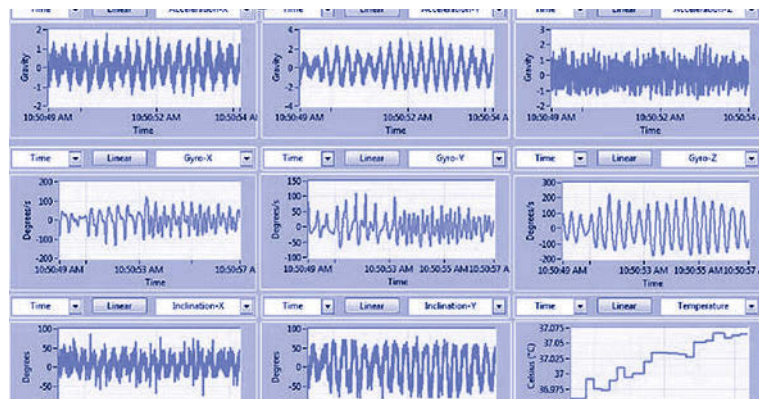 Time Linear Acceleration-X Time Linear Acceleration-Y Time Linear Acceleration-Z
2 4 3
1 2 2
0 0 1
-1 -2 0
-2 -4 -1
-2
Gravity Gravity Gravity
10:50:49 AM 10:50:52 AM 10:50:54 A 10:50:49 AM 10:50:52 AM 10:50:54 A 10:50:49 AM 10:50:52 AM 10:50:54
Time Time Time
Time Linear Gyro-X Time Linear Gyro-Y Time Linear Gyro-Z
200 150 300
100 100 200
0 50 100
-100 0 0
-200 -50 -100
-100 -200
Degrees/s Degrees/s Degrees/s
10:50:49 AM 10:50:53 AM 10:50:57 A 10:50:49 AM 10:50:53 AM 10:50:55 AM 10:50:57 A 10:50:49 AM 10:50:53 AM 10:50:55 AM 10:50:57
Time Time Time
Time Linear Inclination-X Time Linear Inclination-Y Time Linear Temperature
100 100 37.075
50 50 37.05
0 0 37.025
-50 -50 37
36.975
Degrees Degrees Celsius (°C)